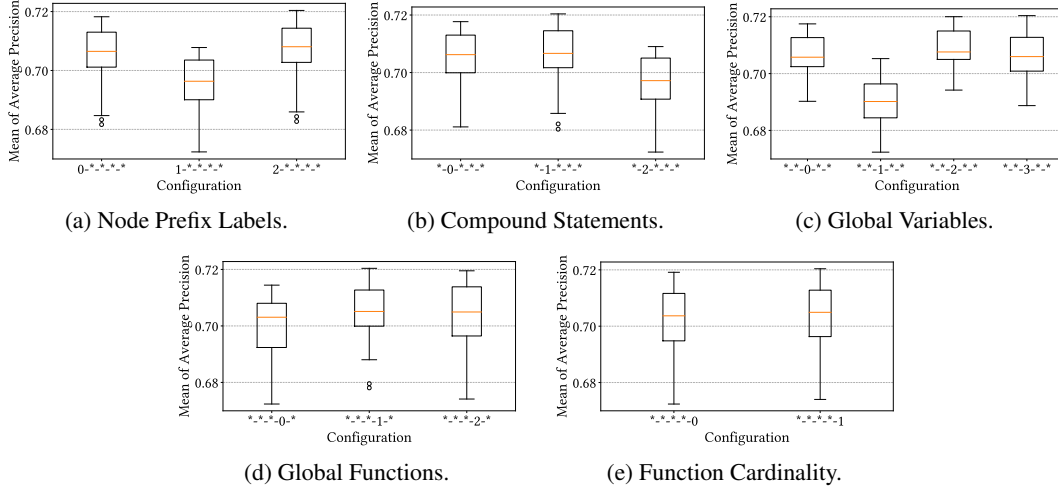 Mean of Average Precision
0.72
0.70
0.68
0-*-*-*-*
1-*-*-*-*
2-*-*-*-*
Configuration
(a) Node Prefix Labels.
Mean of Average Precision
0.72
0.70
0.68
*-0-*-*-*
*-1-*-*-*
*-2-*-*-*
Configuration
(b) Compound Statements.
Mean of Average Precision
0.72
0.70
0.68
*-*-0-*-*
*-*-1-*-*
*-*-2-*-*
*-*-3-*-*
Configuration
(c) Global Variables.
Mean of Average Precision
0.72
0.70
0.68
*-*-*-0-*
*-*-*-1-*
*-*-*-2-*
Configuration
(d) Global Functions.
Mean of Average Precision
0.72
0.70
0.68
*-*-*-*-0
*-*-*-*-1
Configuration
(e) Function Cardinality.